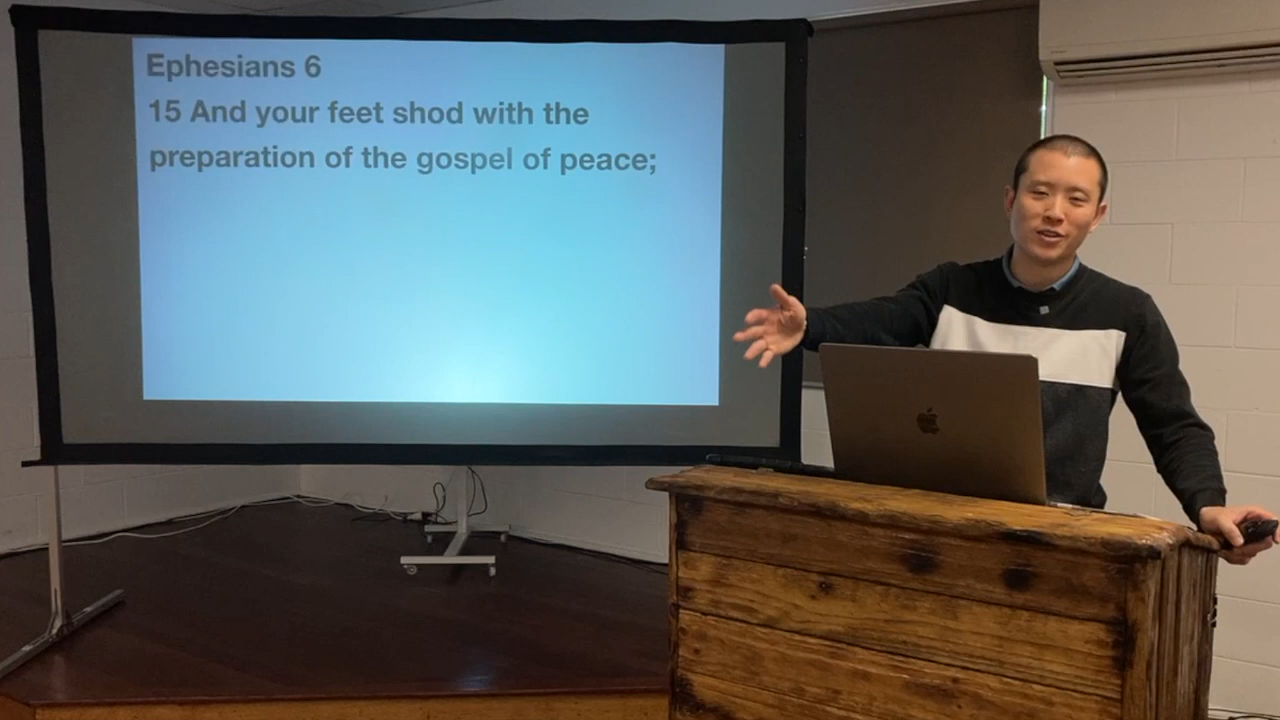 Ephesians 6
15 And your feet shod with the
preparation of the gospel of peace;